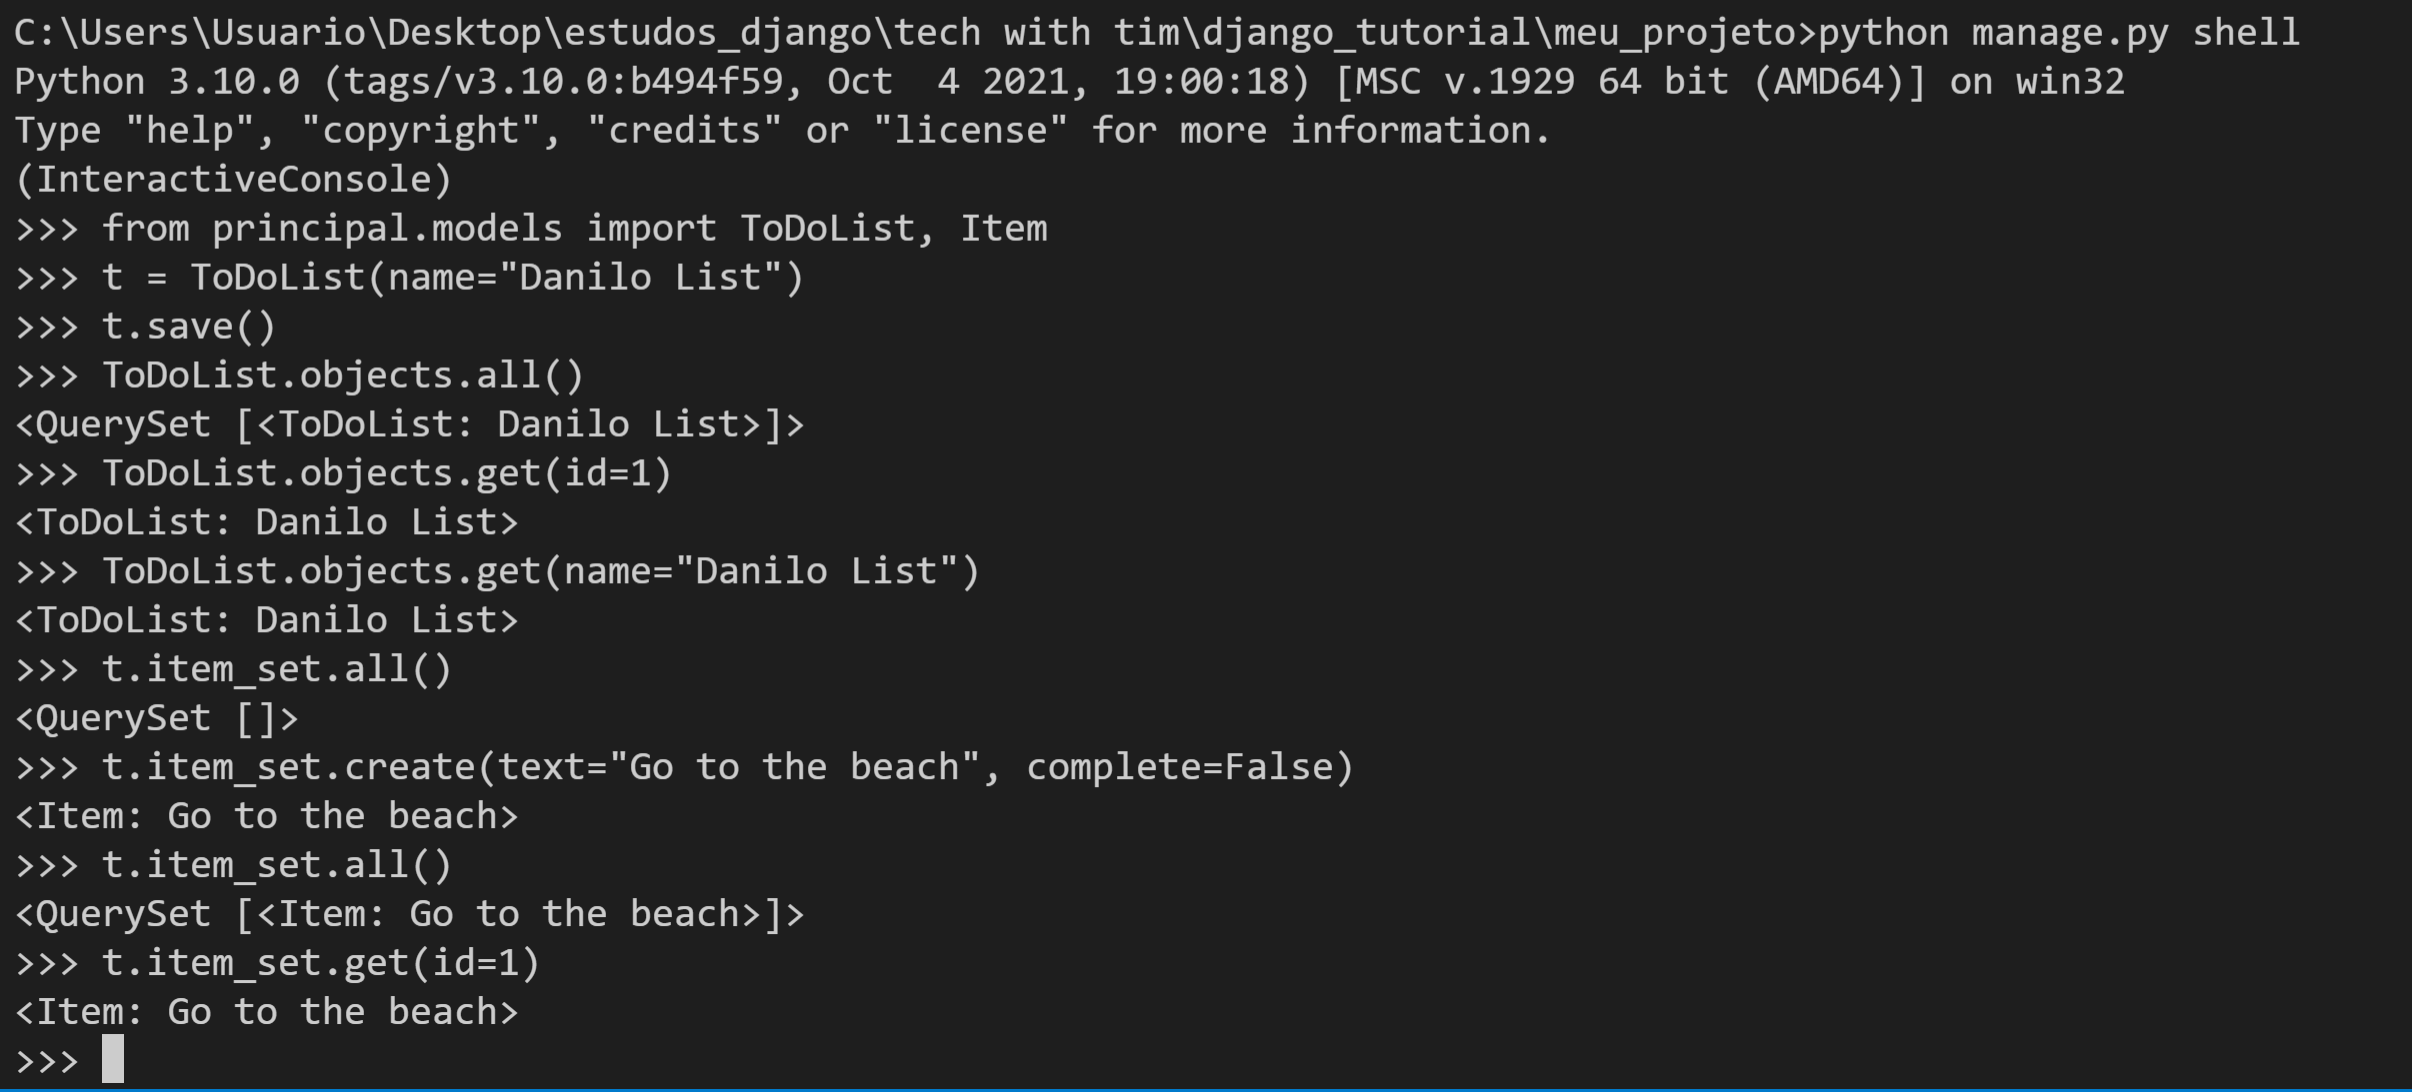 C:\Users\Usuario\Desktop\estudos_django\tech with tim\django_tutorial\meu_projeto>python manage.py shell
Python 3.10.0 (tags/v3.10.0:b494f59, Oct  4 2021, 19:00:18) [MSC v.1929 64 bit (AMD64)] on win32
Type "help", "copyright", "credits" or "license" for more information.
(InteractiveConsole)
>>> from principal.models import ToDoList, Item
>>> t = ToDoList(name="Danilo List")
>>> t.save()
>>> ToDoList.objects.all()
<QuerySet [<ToDoList: Danilo List>]>
>>> ToDoList.objects.get(id=1)
<ToDoList: Danilo List>
>>> ToDoList.objects.get(name="Danilo List")
<ToDoList: Danilo List>
>>> t.item_set.all()
<QuerySet []>
>>> t.item_set.create(text="Go to the beach", complete=False)
<Item: Go to the beach>
>>> t.item_set.all()
<QuerySet [<Item: Go to the beach>]>
>>> t.item_set.get(id=1)
<Item: Go to the beach>
>>>